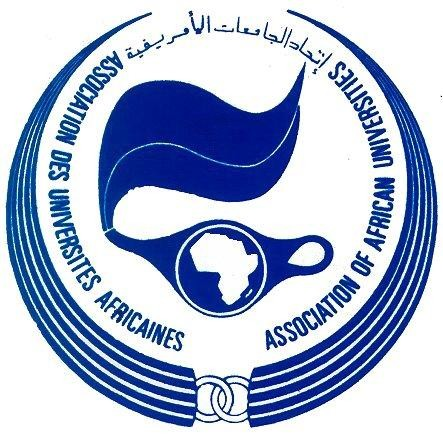 إتحاد الجامعات الأفريقية
ASSOCIATION DES UNIVERSITES AFRICAINES
ASSOCIATION OF AFRICAN UNIVERSITIES